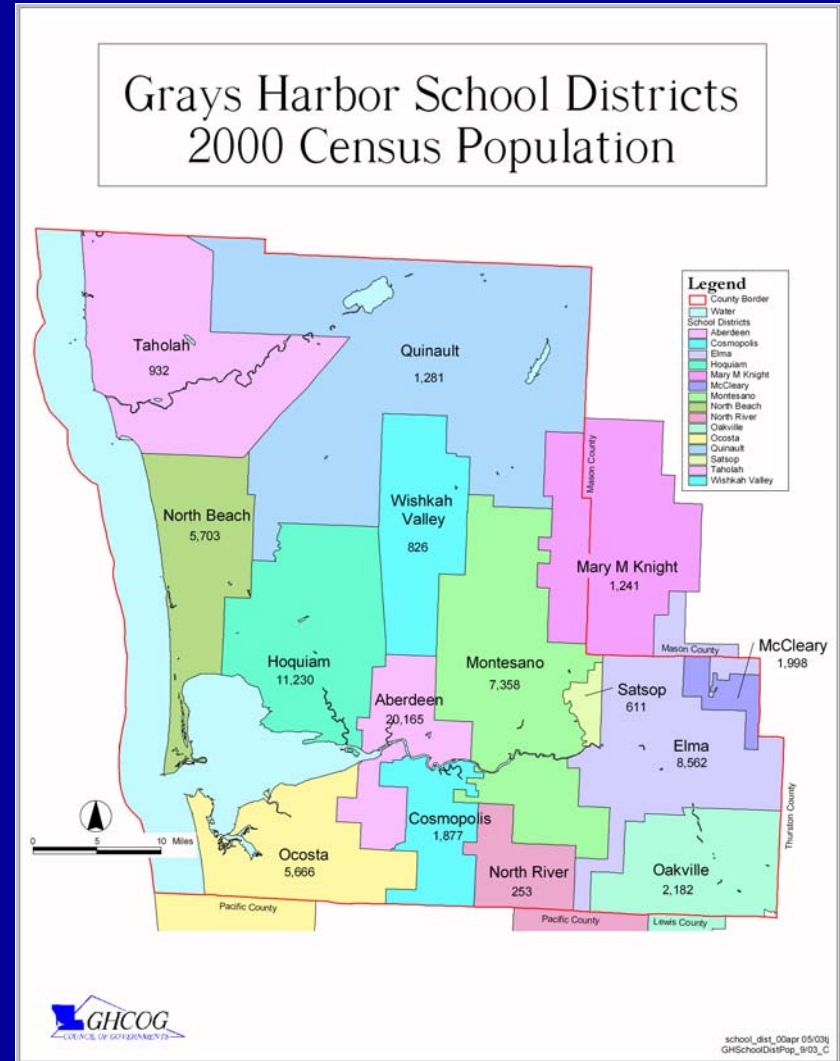 Grays Harbor School Districts
2000 Census Population
Legend
County Border
Water
School Districts
Aberdeen
Cosmopolis
Elma
Hoquiam
Mary M Knight
McCleary
Montesano
North Beach
North River
Oakville
Ocosta
Quinault
Satsop
Taholah
Wishkah Valley
Taholah
932
Quinault
1,281
Mason County
North Beach
5,703
Wishkah
Valley
826
Mary M Knight
1,241
Mason County
McCleary
1,998
Hoquiam
11,230
Montesano
7,358
Satsop
611
Aberdeen
20,165
Elma
8,562
Thurston County
Cosmopolis
1,877
0 5 10 Miles
Ocosta
5,666
North River
253
Oakville
2,182
Pacific County
Pacific County
Lewis County
GHCOG
COUNCIL OF GOVERNMENTS
school_dist_00apr 05/03tj
GHSchoolDistPop_9/03_C